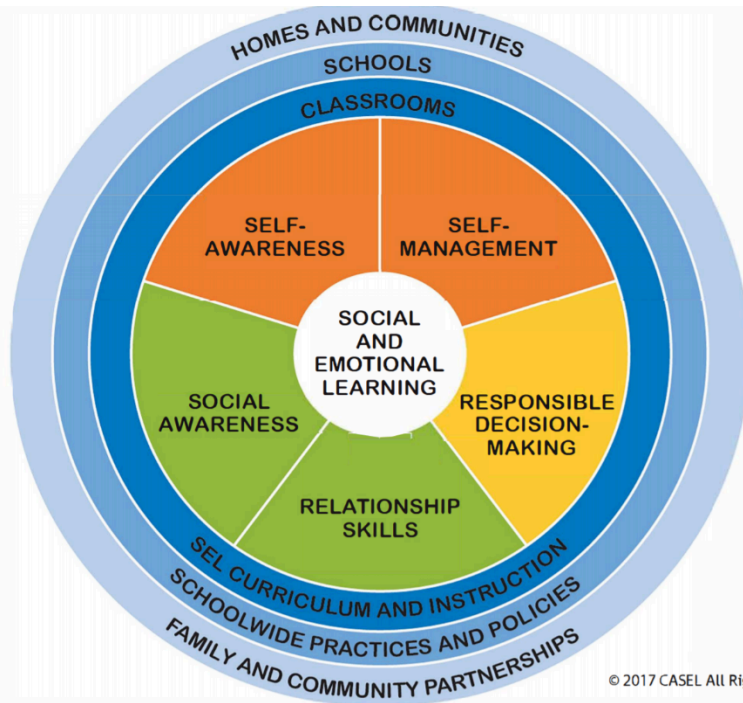 HOMES AND COMMUNITIES
SCHOOLS
CLASSROOMS
SELF-
AWARENESS
SELF-
MANAGEMENT
SOCIAL
AND
EMOTIONAL
LEARNING
SOCIAL
AWARENESS
RESPONSIBLE
DECISION-
MAKING
RELATIONSHIP
SKILLS
SEL CURRICULUM AND INSTRUCTION
SCHOOLWIDE PRACTICES AND POLICIES
FAMILY AND COMMUNITY PARTNERSHIPS
© 2017 CASEL All